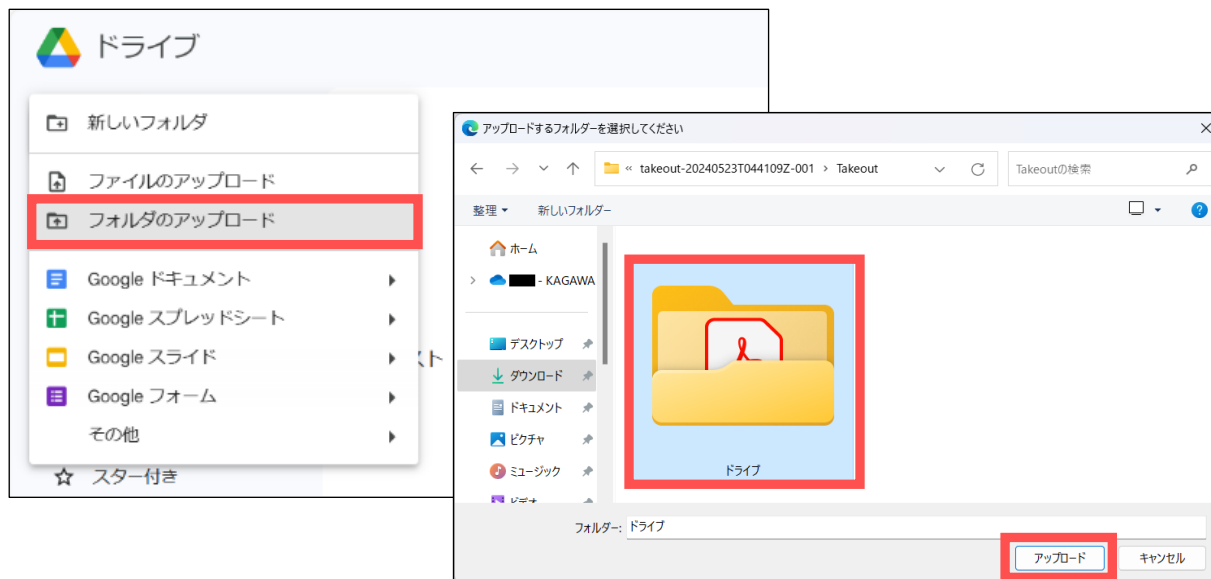 ドライブ
新しいフォルダ
ファイルのアップロード
フォルダのアップロード
Google ドキュメント
Google スプレッドシート
Google スライド
Google フォーム
その他
スター付き
スト
アップロードするフォルダーを選択してください
« takeout-20240523T044109Z-001 › Takeout
Takeoutの検索
整理
新しいフォルダー
ホーム
- KAGAWA
デスクトップ
ダウンロード
ドキュメント
ピクチャ
ミュージック
ビデオ
ドライブ
フォルダー: ドライブ
アップロード
キャンセル